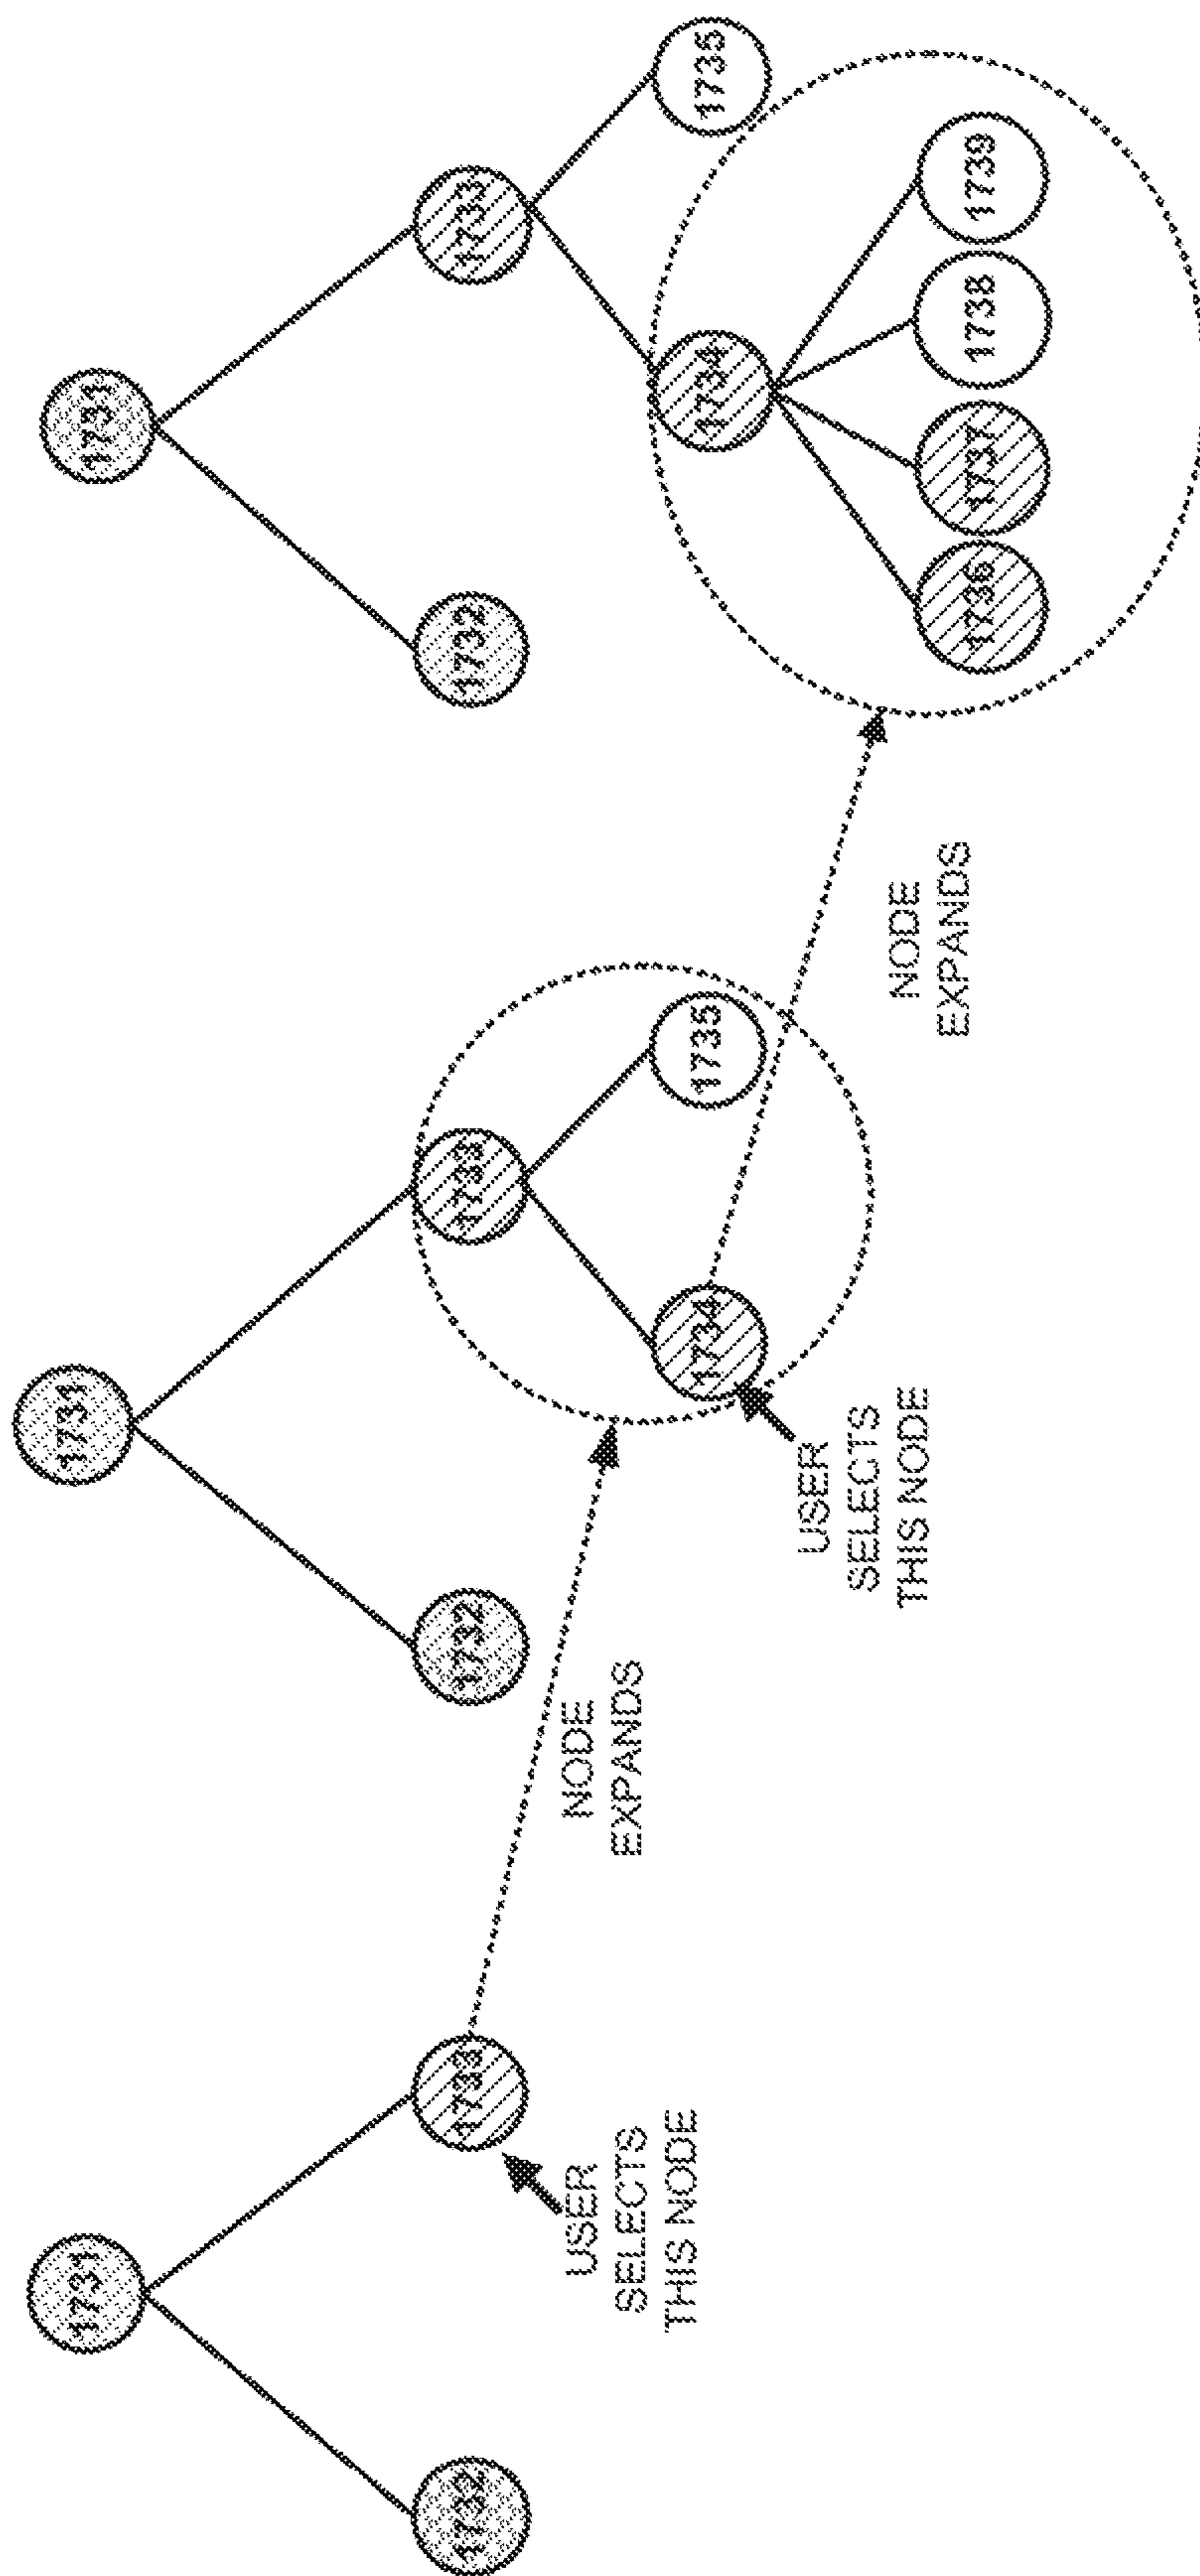 1731
1732
1733
USER
SELECTS
THIS NODE
NODE
EXPANDS
1731
1732
1733
1734
1735
USER
SELECTS
THIS NODE
NODE
EXPANDS
1731
1732
1733
1734
1735
1736
1737
1738
1739